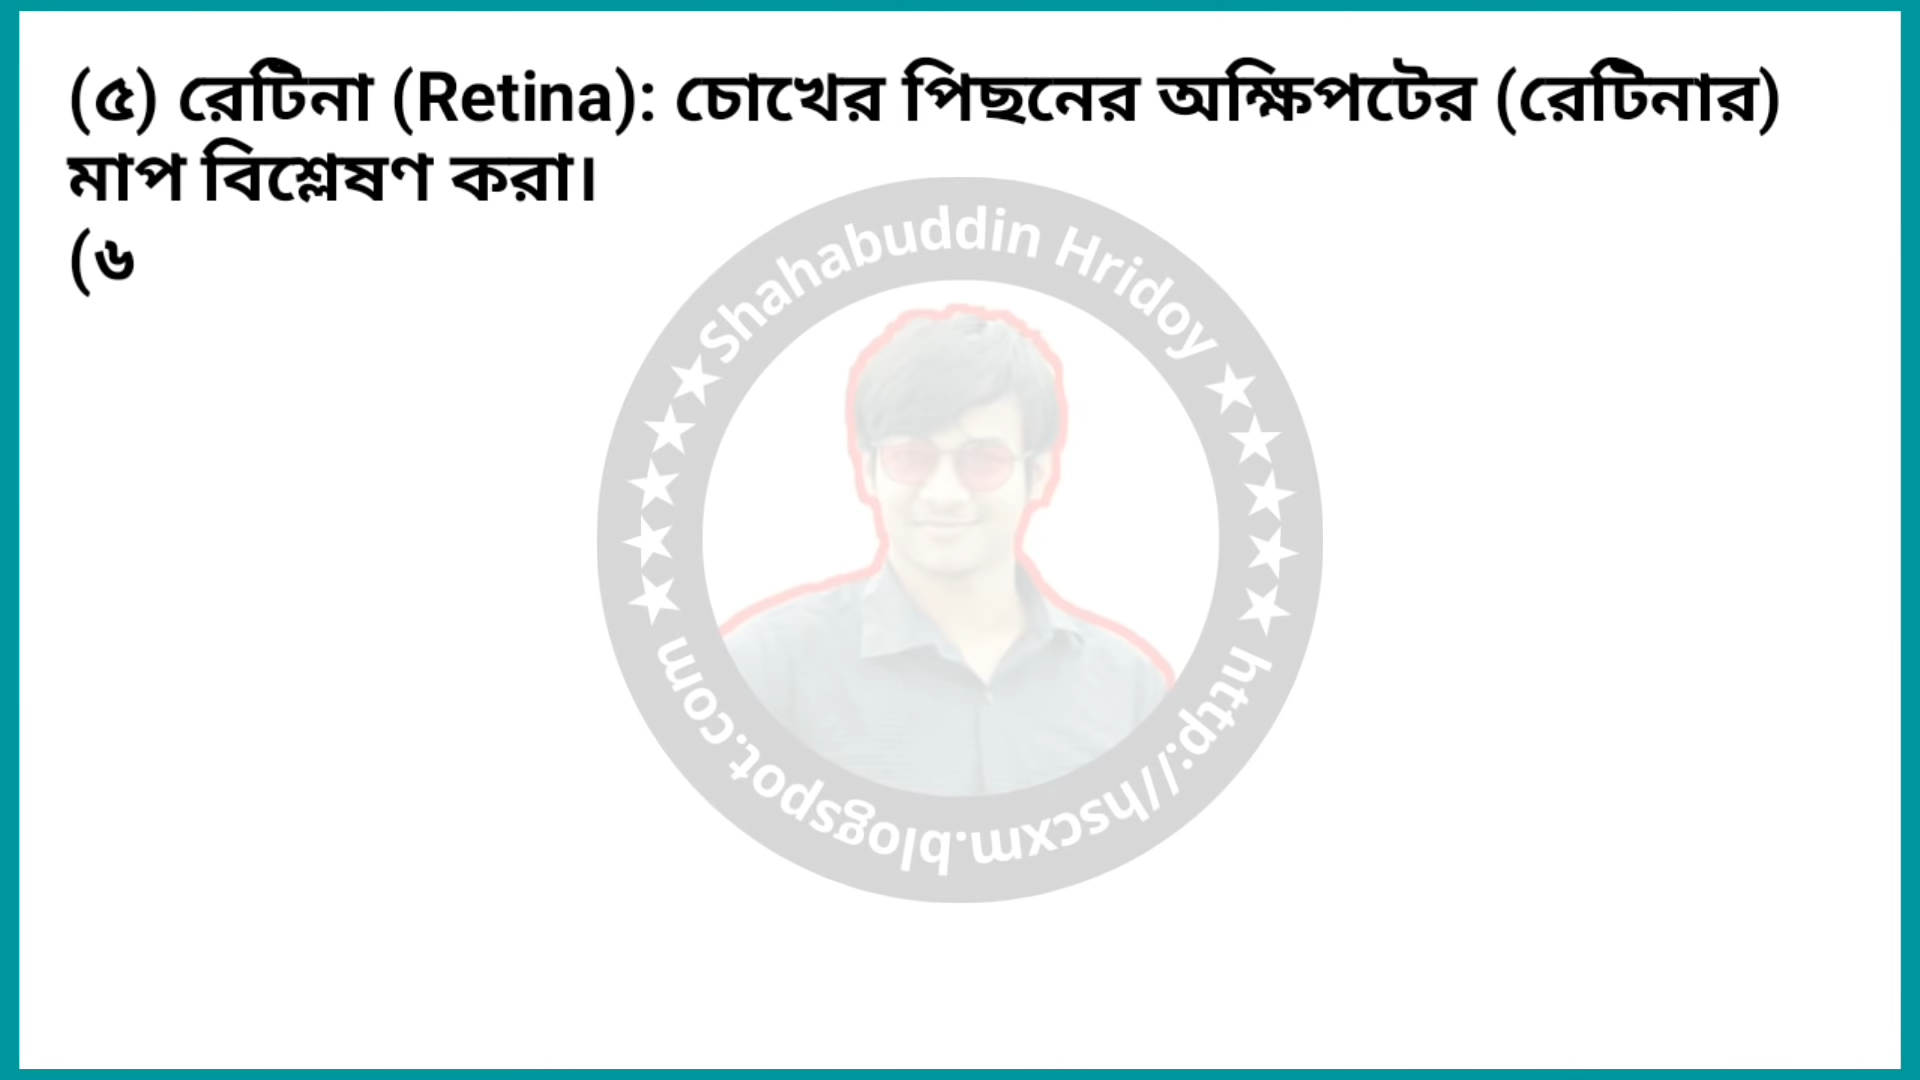 (৫) রেটিনা (Retina): চোখের পিছনের অক্ষিপটের (রেটিনার)
মাপ বিশ্লেষণ করা।
(৬
Shahabuddin Hridoy
http://hscxm.blogspot.com